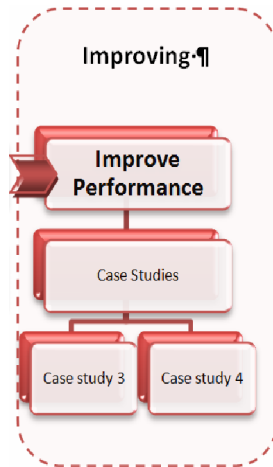 Improving·¶
Improve
Performance
Case Studies
Case study 3
Case study 4